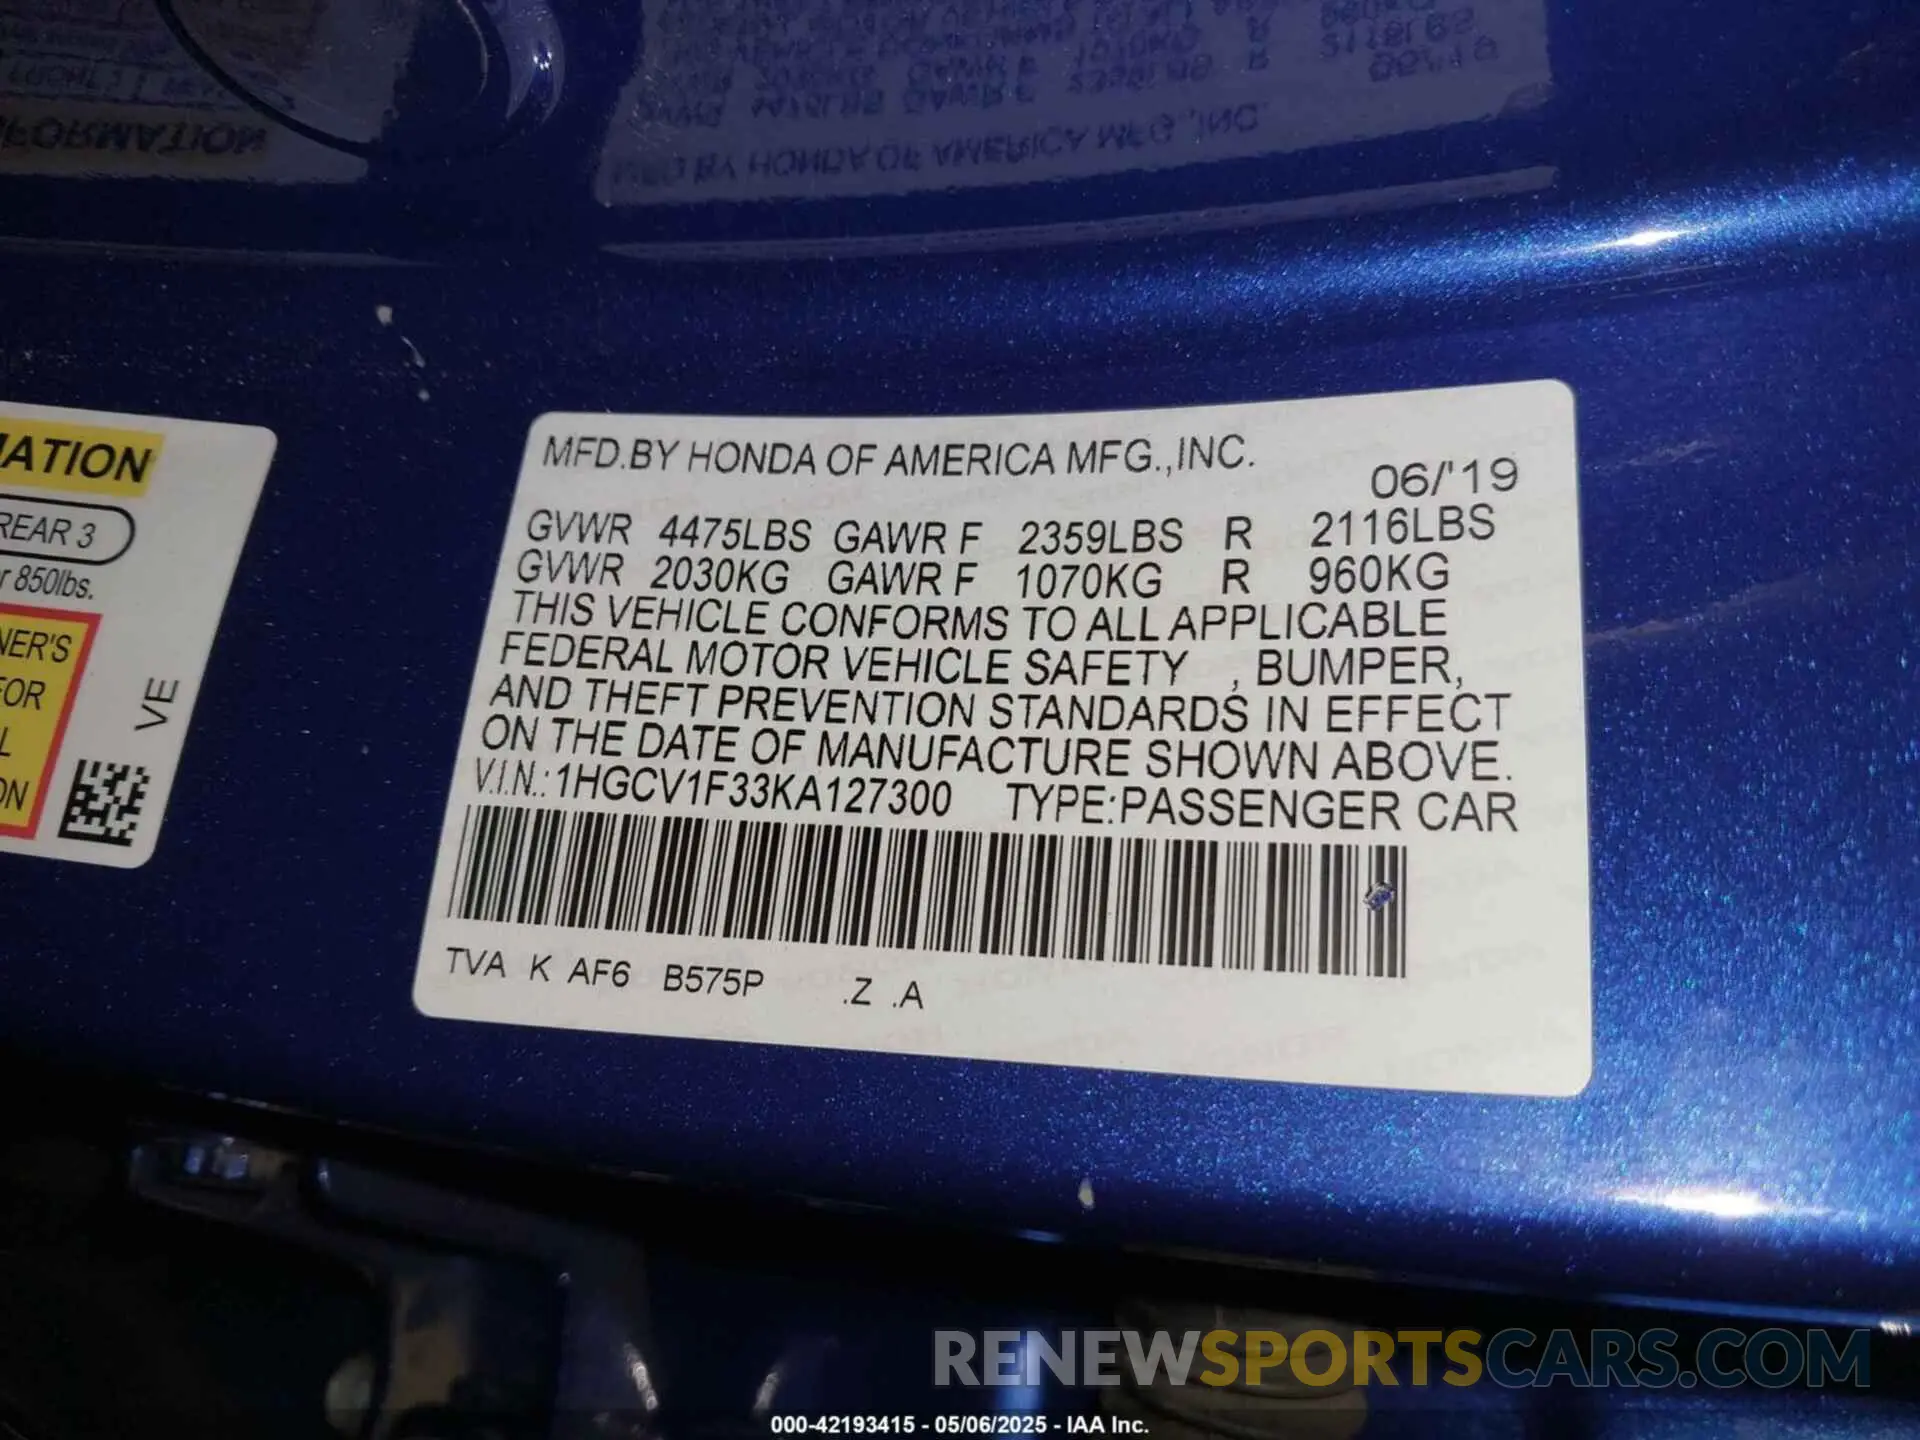 MFD.BY HONDA OF AMERICA MFG.,INC.
06/'19
GVWR 4475LBS GAWR F 2359LBS R 2116LBS
GVWR 2030KG GAWR F 1070KG R 960KG
THIS VEHICLE CONFORMS TO ALL APPLICABLE
FEDERAL MOTOR VEHICLE SAFETY , BUMPER,
AND THEFT PREVENTION STANDARDS IN EFFECT
ON THE DATE OF MANUFACTURE SHOWN ABOVE.
V.I.N.: 1HGCV1F33KA127300 TYPE:PASSENGER CAR
TVA K AF6 B575P .Z .A
REAR 3
850lbs.
VE
RENEWSPORTSCARS.COM
000-42193415 - 05/06/2025 - IAA Inc.